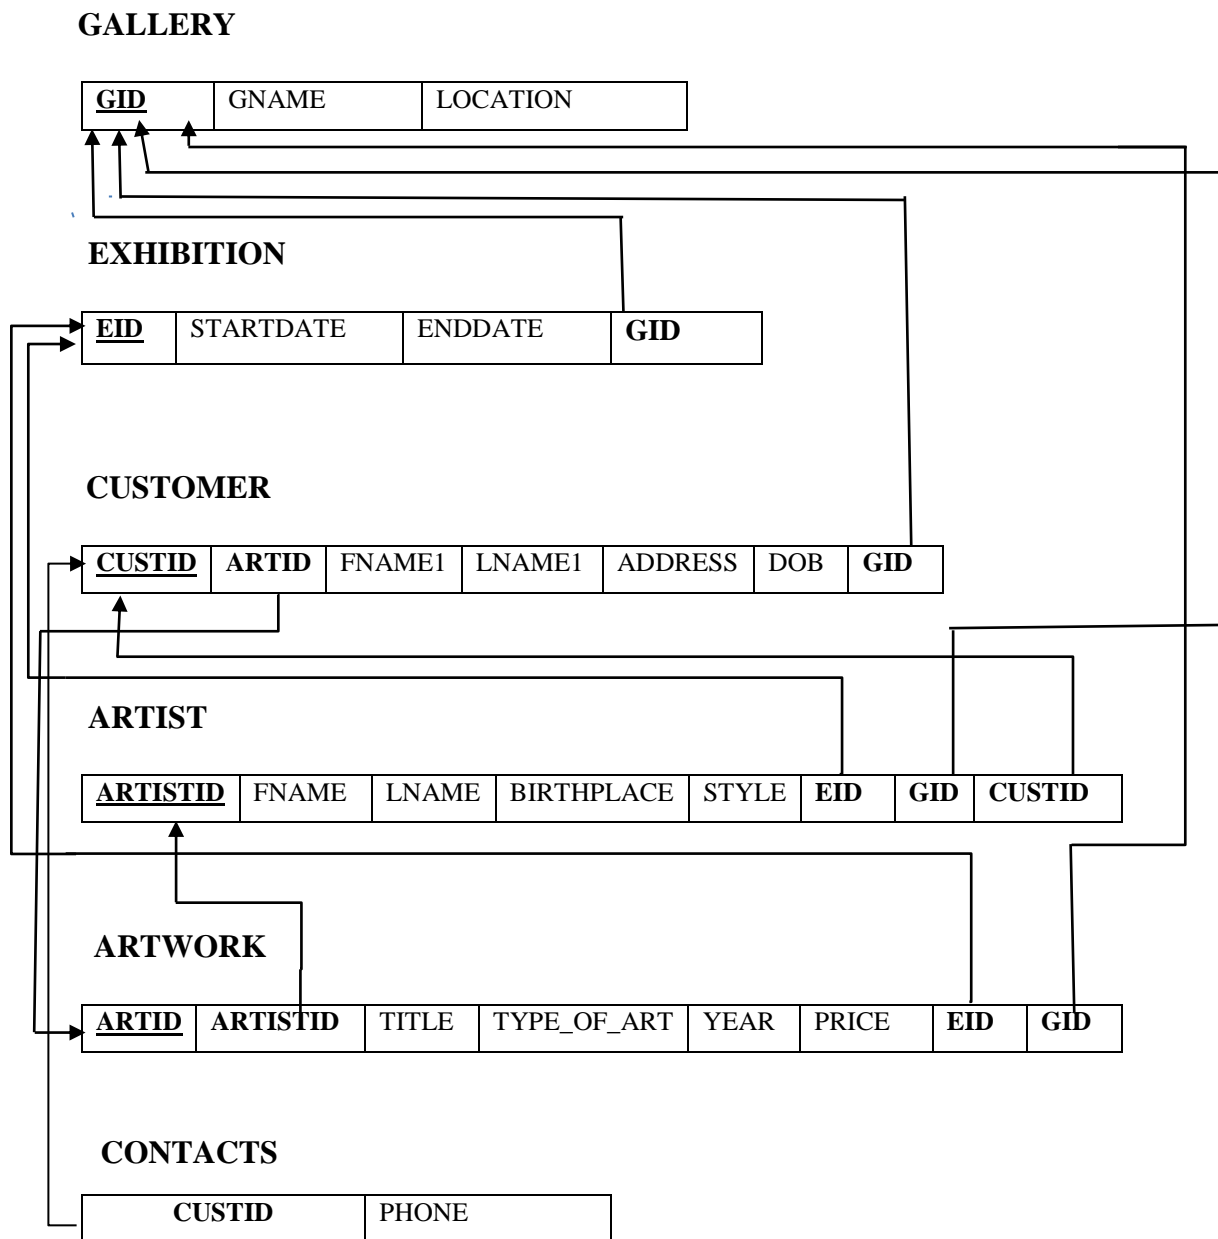 GALLERY
GID GNAME LOCATION
EXHIBITION
EID STARTDATE ENDDATE GID
CUSTOMER
CUSTID ARTID FNAME1 LNAME1 ADDRESS DOB GID
ARTIST
ARTISTID FNAME LNAME BIRTHPLACE STYLE EID GID CUSTID
ARTWORK
ARTID ARTISTID TITLE TYPE_OF_ART YEAR PRICE EID GID
CONTACTS
CUSTID PHONE